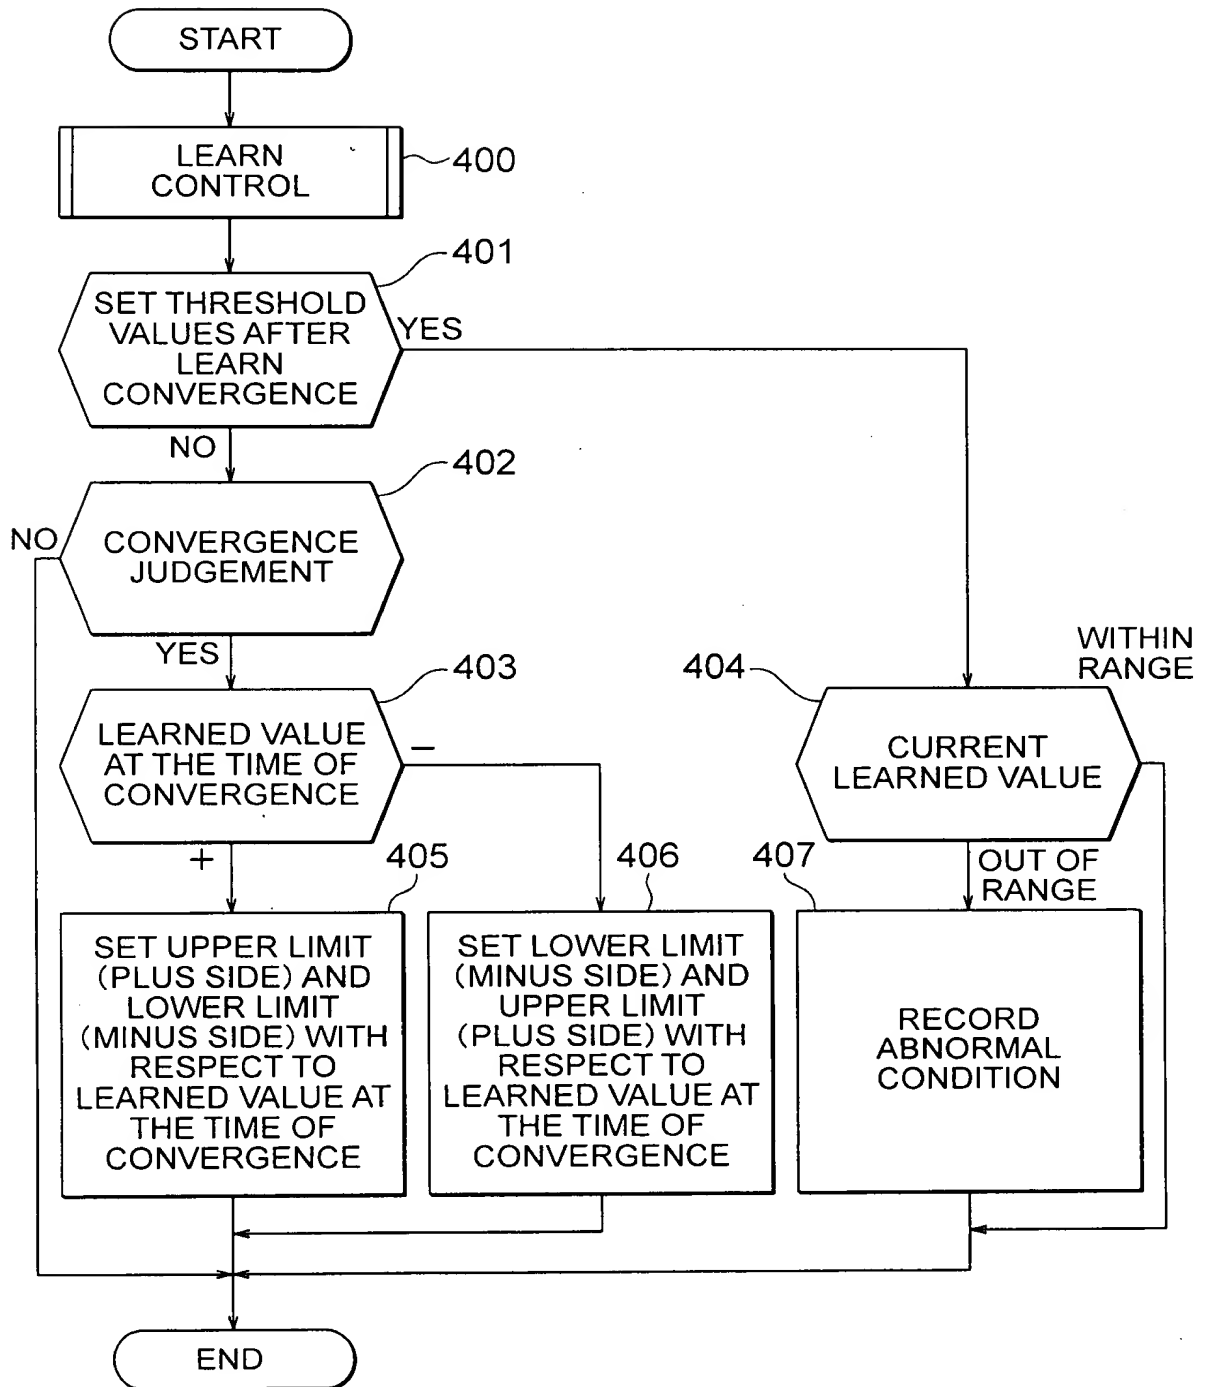 START
LEARN
CONTROL
400
401
SET THRESHOLD
VALUES AFTER
LEARN
CONVERGENCE
YES
NO
402
NO
CONVERGENCE
JUDGEMENT
YES
403
LEARNED VALUE
AT THE TIME OF
CONVERGENCE
−
+
404
WITHIN
RANGE
CURRENT
LEARNED VALUE
OUT OF
RANGE
405
SET UPPER LIMIT
(PLUS SIDE) AND
LOWER LIMIT
(MINUS SIDE) WITH
RESPECT TO
LEARNED VALUE AT
THE TIME OF
CONVERGENCE
406
SET LOWER LIMIT
(MINUS SIDE) AND
UPPER LIMIT
(PLUS SIDE) WITH
RESPECT TO
LEARNED VALUE AT
THE TIME OF
CONVERGENCE
407
RECORD
ABNORMAL
CONDITION
END